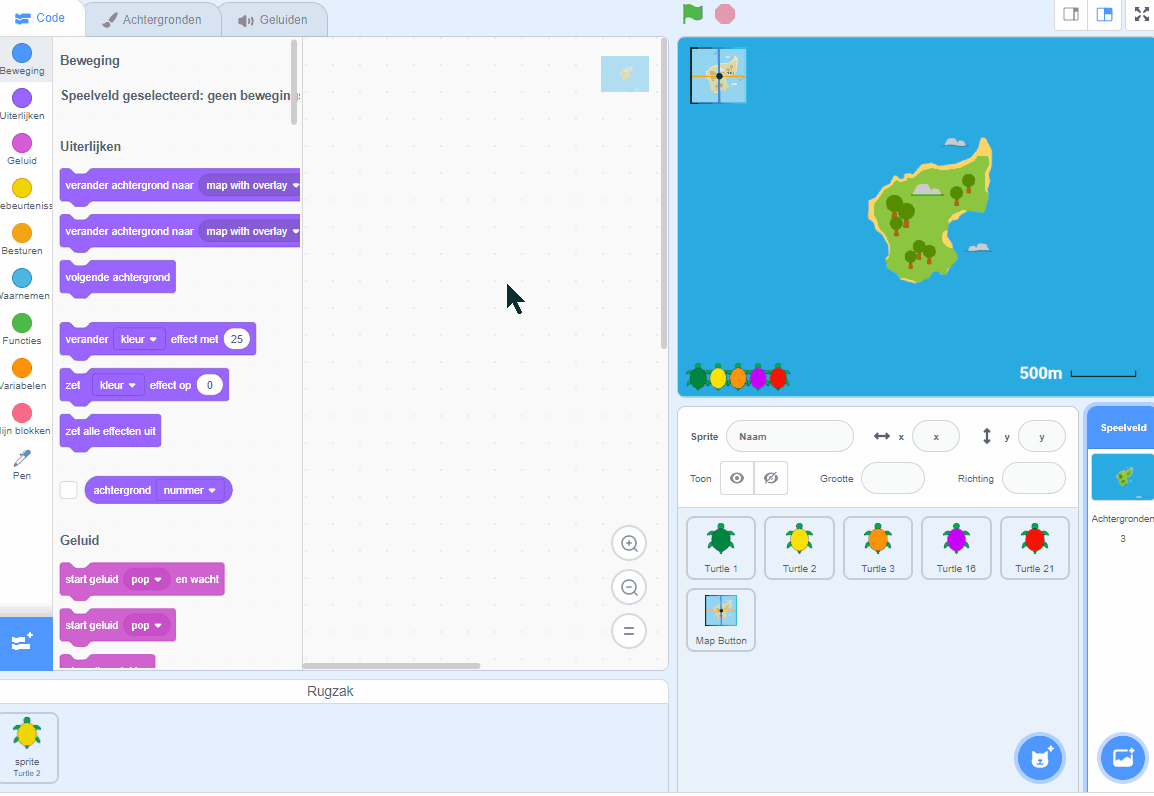 Code
Achtergronden
Geluiden
Beweging
Uiterlijken
Geluid
ebeurteniss
Besturen
Waarnemen
Functies
Variabelen
ijn blokken
Pen
Beweging
Speelveld geselecteerd: geen beweging
Uiterlijken
verander achtergrond naar map with overlay
verander achtergrond naar map with overlay
volgende achtergrond
verander kleur effect met 25
zet kleur effect op 0
zet alle effecten uit
achtergrond nummer
Geluid
start geluid pop en wacht
start geluid pop
Rugzak
sprite
Turtle 2
500m
Sprite Naam x x y y
Toon Grootte Richting
Turtle 1
Turtle 2
Turtle 3
Turtle 16
Turtle 21
Map Button
Speelveld
Achtergronden
3